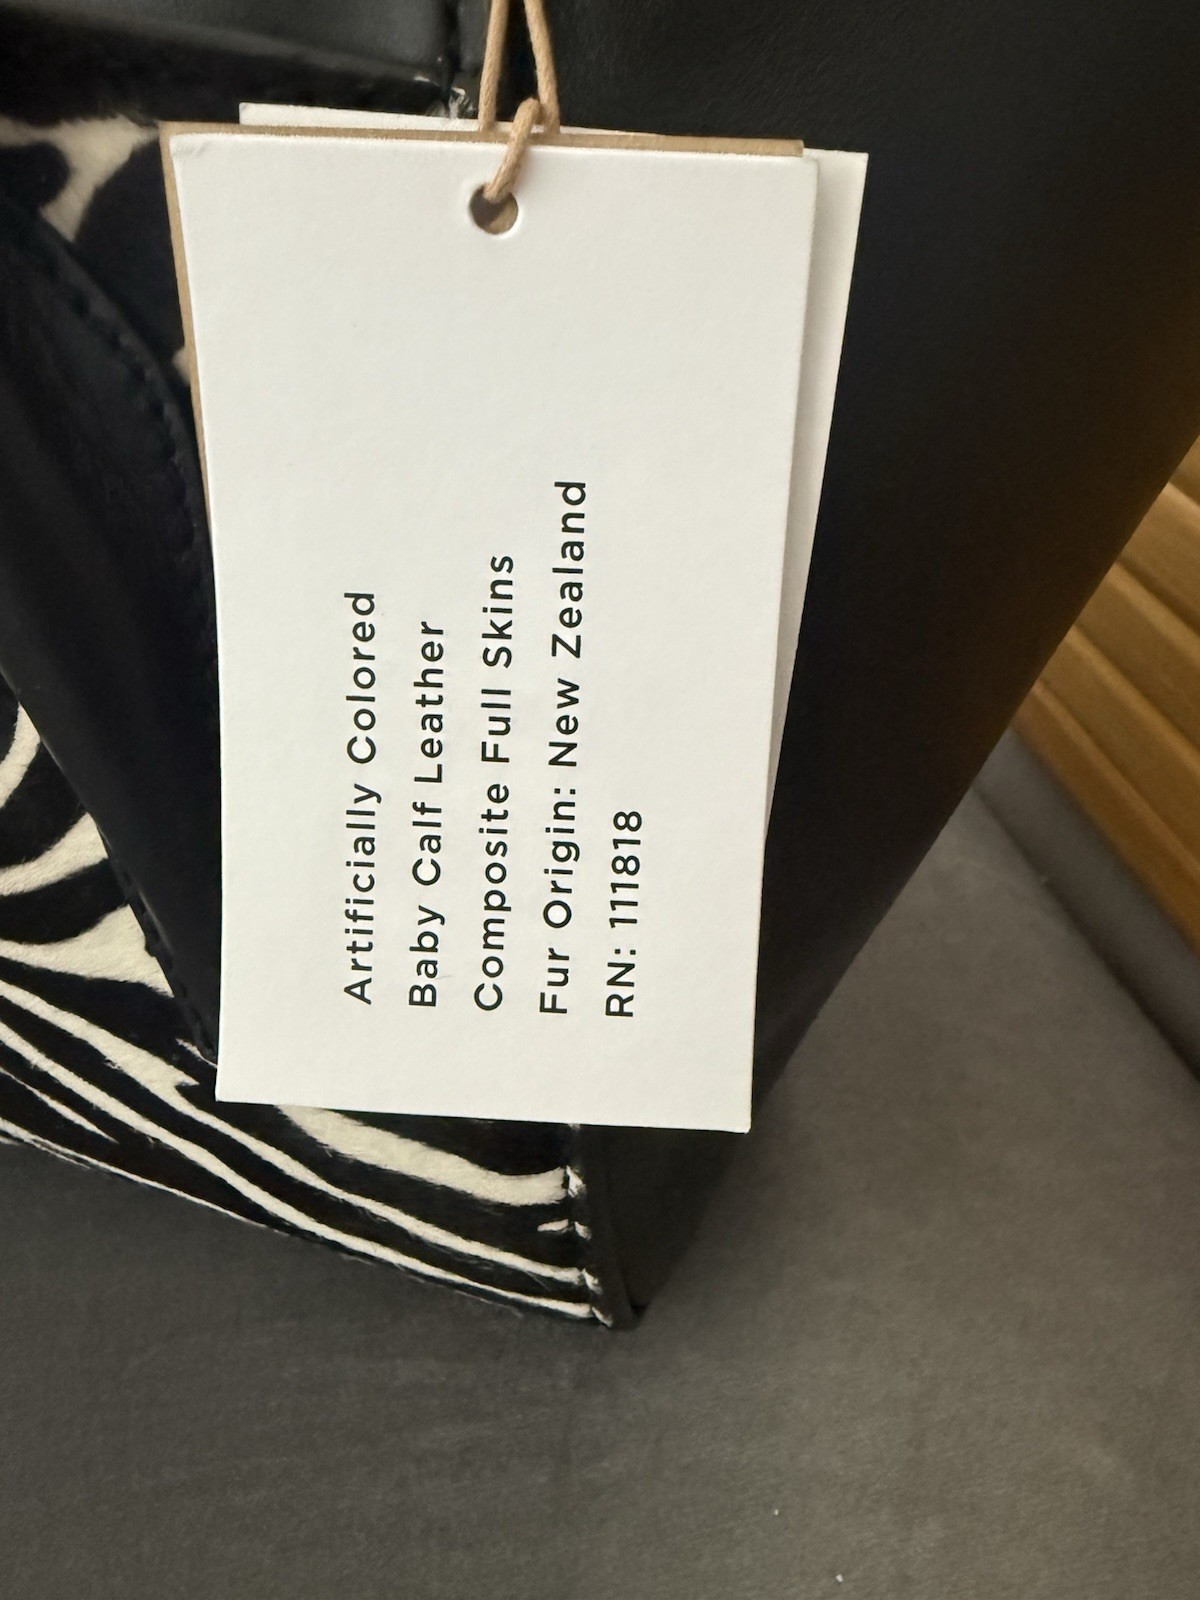 Artificially Colored
Baby Calf Leather
Composite Full Skins
Fur Origin: New Zealand
RN: 111818